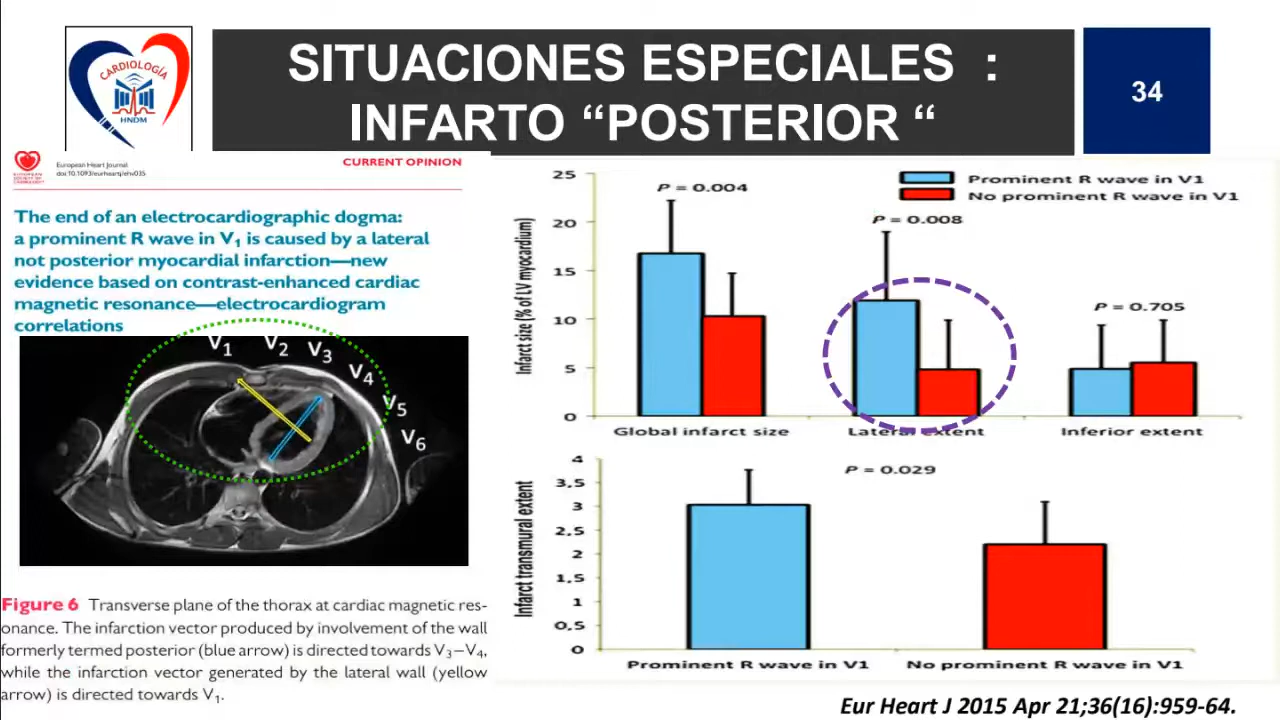 SITUACIONES ESPECIALES :
INFARTO “POSTERIOR “
34
CARDIOLOGÍA
HNDM
European Heart Journal
doi:10.1093/eurheartj/ehv035
CURRENT OPINION
The end of an electrocardiographic dogma:
a prominent R wave in V1 is caused by a lateral
not posterior myocardial infarction—new
evidence based on contrast-enhanced cardiac
magnetic resonance—electrocardiogram
correlations
V1 V2 V3
V4
V5
V6
Figure 6 Transverse plane of the thorax at cardiac magnetic res-
onance. The infarction vector produced by involvement of the wall
formerly termed posterior (blue arrow) is directed towards V3–V4,
while the infarction vector generated by the lateral wall (yellow
arrow) is directed towards V1.
Prominent R wave in V1
No prominent R wave in V1
Infarct size (% of LV myocardium)
25
20
15
10
5
0
P = 0.004
P = 0.008
P = 0.705
Global infarct size
Lateral extent
Inferior extent
Infarct transmural extent
4
3,5
3
2,5
2
1,5
1
0,5
0
P = 0.029
Prominent R wave in V1
No prominent R wave in V1
Eur Heart J 2015 Apr 21;36(16):959-64.